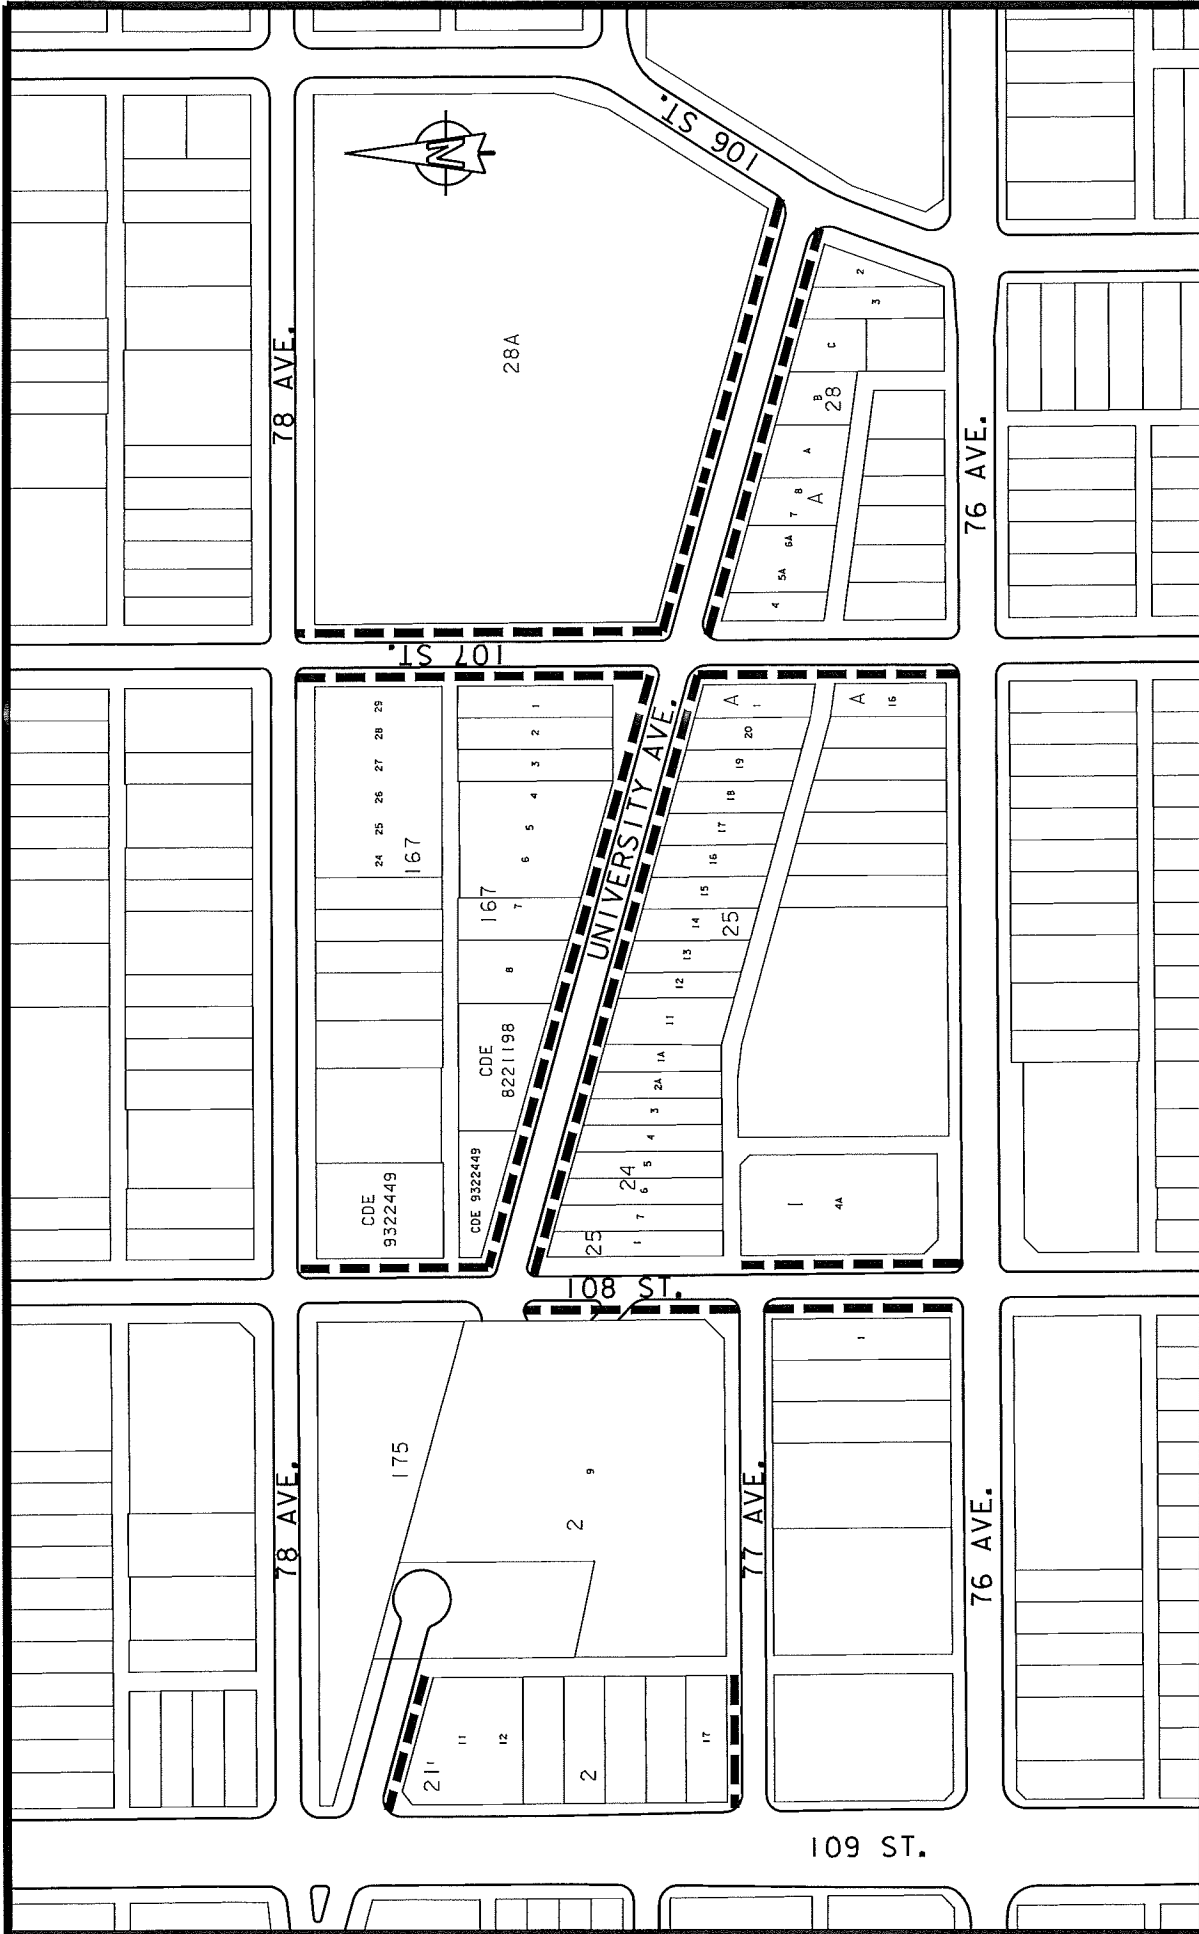 106 ST.
N
78 AVE.
28A
2
3
C
B
28
A
8
7
A
6A
5A
4
76 AVE.
107 ST.
29
28
27
26
25
24
167
1
2
3
4
5
6
7
167
8
CDE
8221198
CDE
9322449
CDE 9322449
UNIVERSITY AVE.
A
1
20
19
18
17
16
15
14
25
13
12
11
1A
2A
3
4
5
24
6
7
1
25
A
16
1
4A
108 ST.
175
9
2
1
78 AVE.
77 AVE.
76 AVE.
21
11
12
2
17
109 ST.